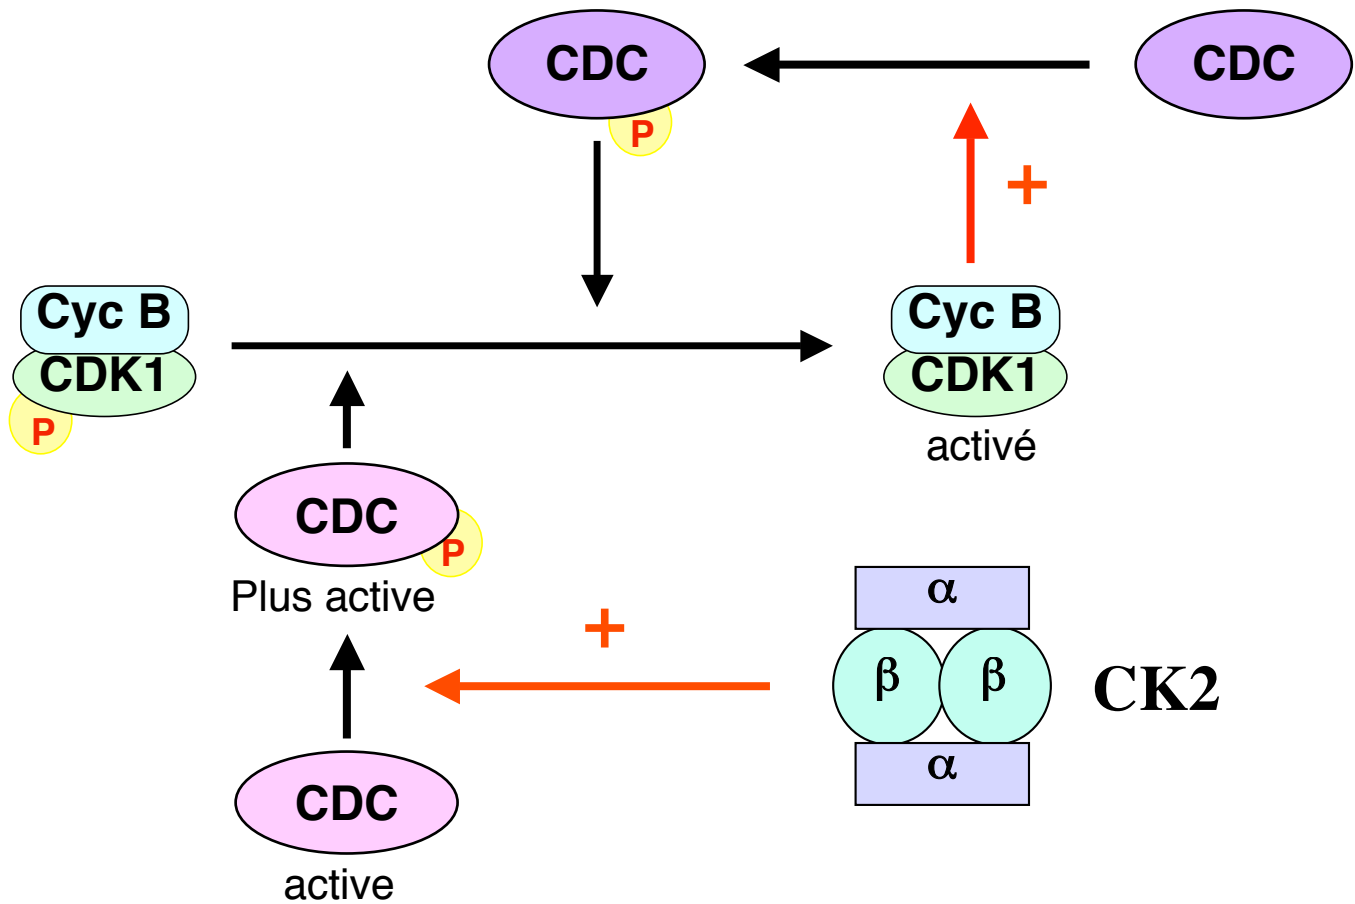 CDC
CDC
P
+
Cyc B
CDK1
P
Cyc B
CDK1
activé
CDC
P
Plus active
+
α
β β
CK2
α
CDC
active